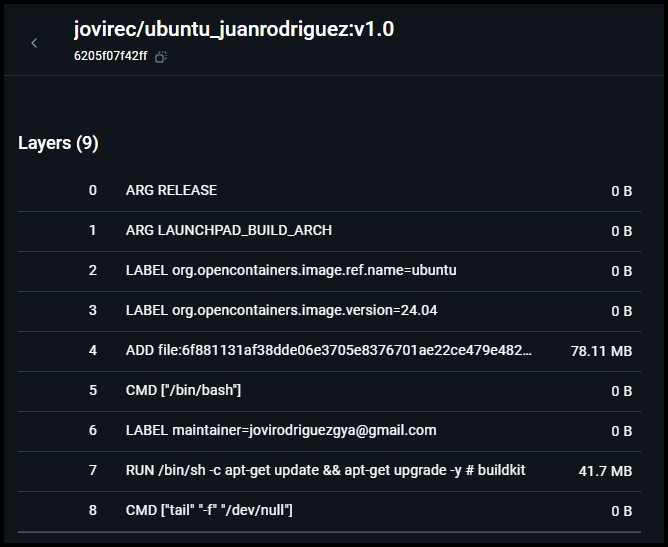 jovirec/ubuntu_juanrodriguez:v1.0
6205f07f42ff
Layers (9)
0 ARG RELEASE 0 B
1 ARG LAUNCHPAD_BUILD_ARCH 0 B
2 LABEL org.opencontainers.image.ref.name=ubuntu 0 B
3 LABEL org.opencontainers.image.version=24.04 0 B
4 ADD file:6f881131af38dde06e3705e8376701ae22ce479e482... 78.11 MB
5 CMD ["/bin/bash"] 0 B
6 LABEL maintainer=jovirodriguezgya@gmail.com 0 B
7 RUN /bin/sh -c apt-get update && apt-get upgrade -y # buildkit 41.7 MB
8 CMD ["tail" "-f" "/dev/null"] 0 B